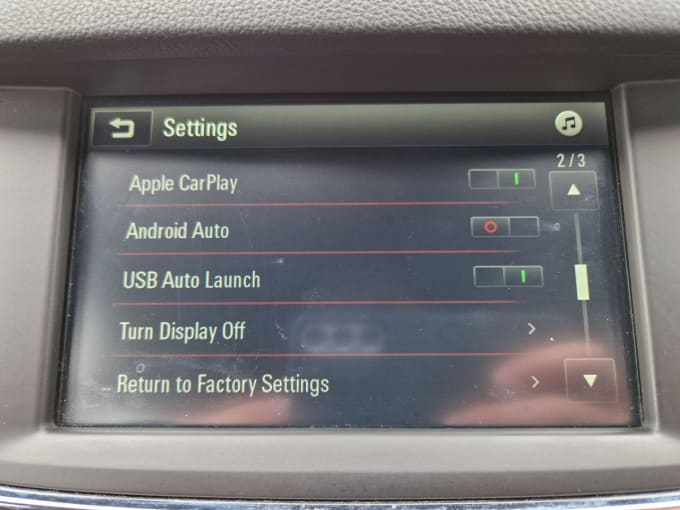 Settings
2/3
Apple CarPlay
Android Auto
USB Auto Launch
Turn Display Off
Return to Factory Settings